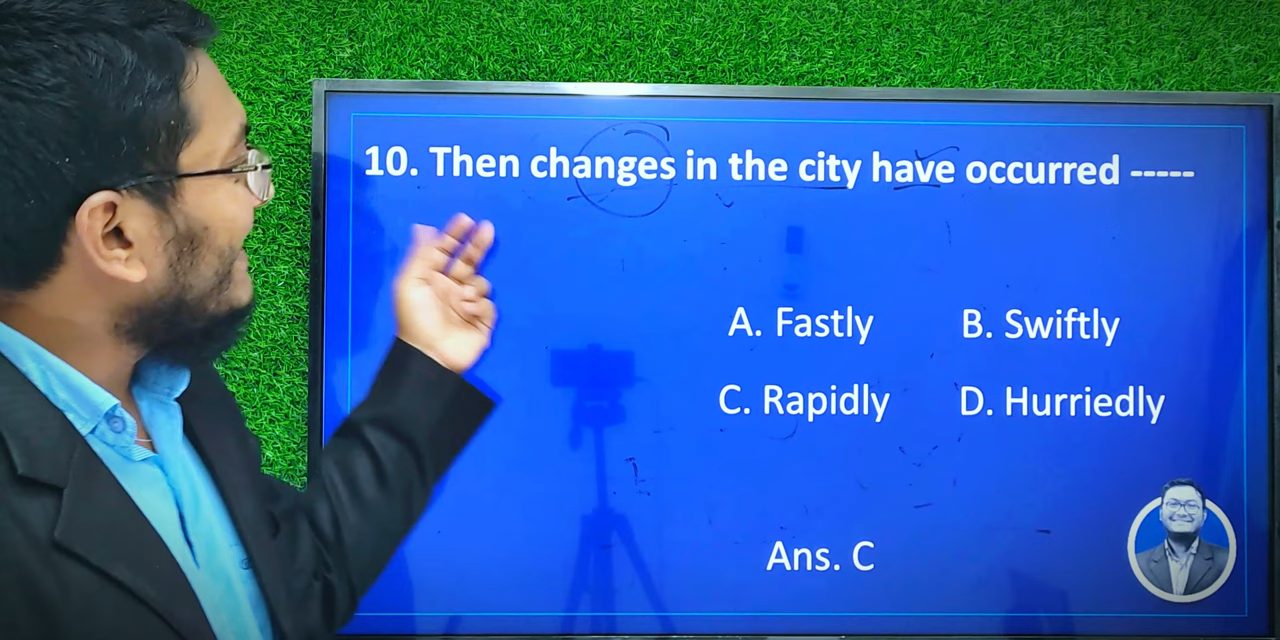 10. Then changes in the city have occurred -----
A. Fastly B. Swiftly
C. Rapidly D. Hurriedly
Ans. C